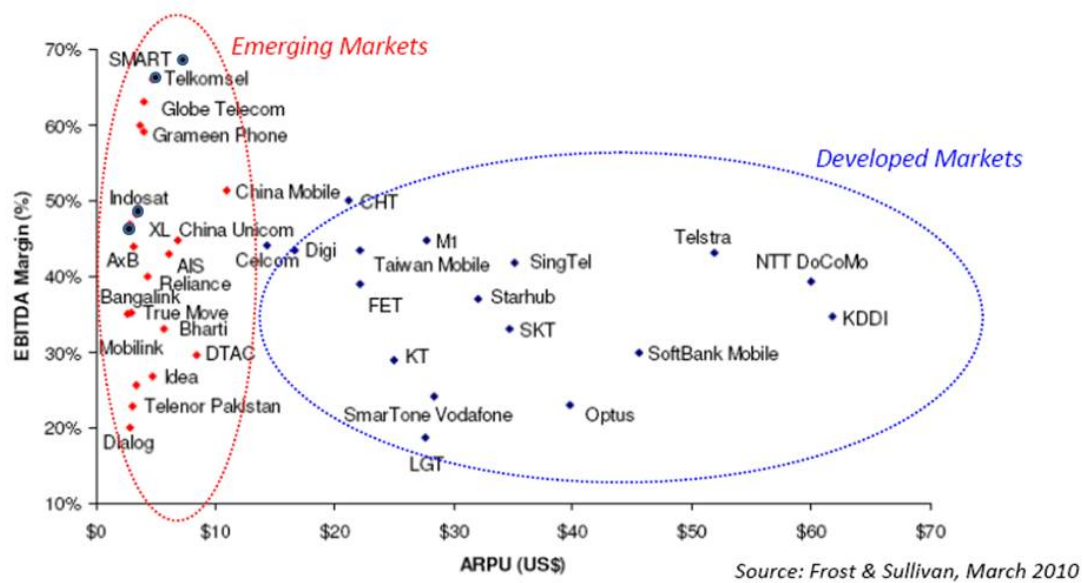 Emerging Markets
70%
SMART
Telkomsel
Globe Telecom
60%
Grameen Phone
Developed Markets
50%
Indosat
China Mobile
CHT
XL
China Unicom
M1
Telstra
AxB
AIS
Celcom
Digi
Taiwan Mobile
SingTel
NTT DoCoMo
40%
Reliance
Bangalink
FET
Starhub
True Move
Bharti
SKT
KDDI
Mobilink
DTAC
KT
SoftBank Mobile
30%
Idea
Telenor Pakistan
SmarTone Vodafone
Optus
20%
Dialog
LGT
10%
EBITDA Margin (%)
$0
$10
$20
$30
$40
$50
$60
$70
ARPU (US$)
Source: Frost & Sullivan, March 2010